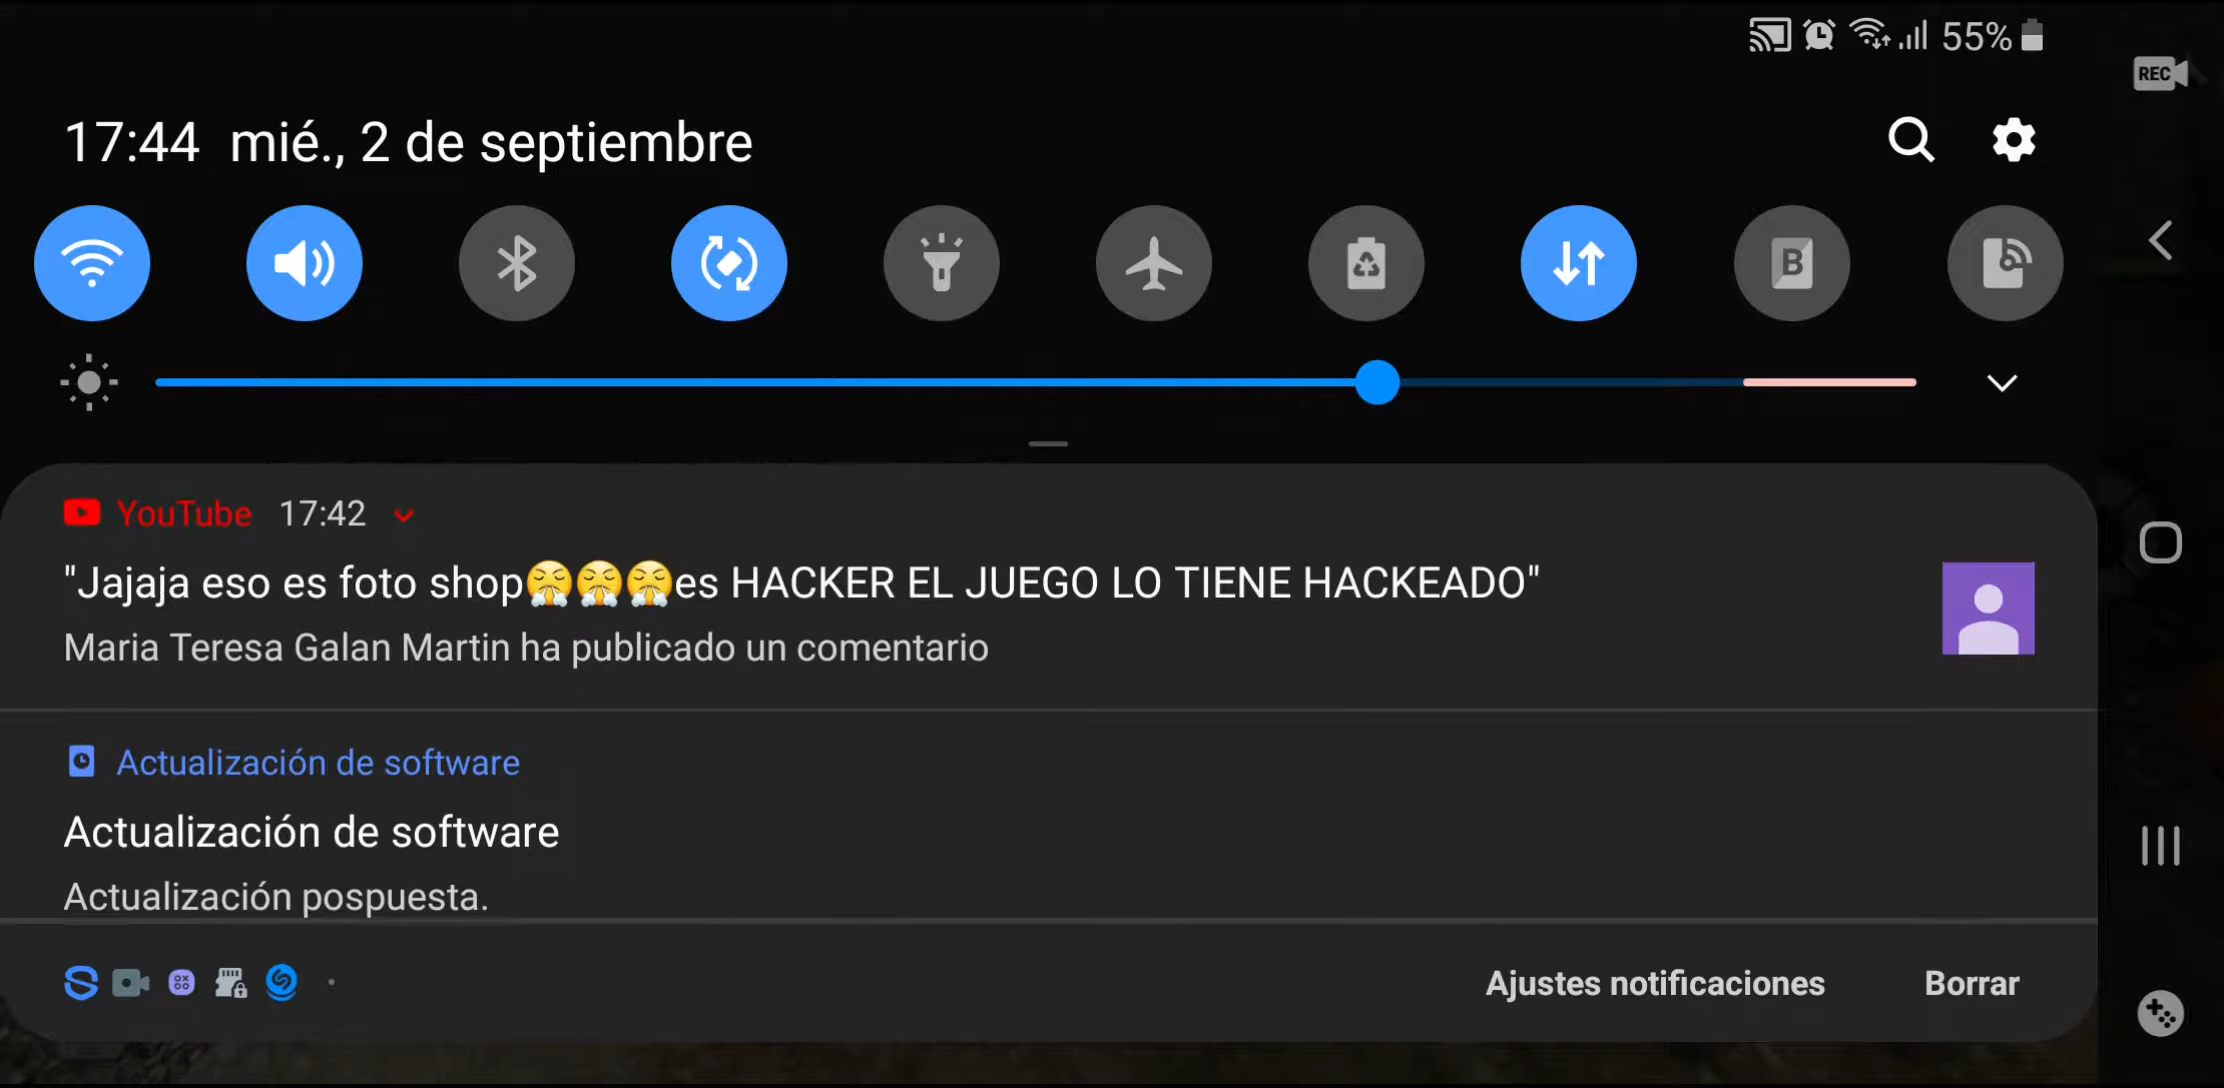 55%
REC
17:44 mié., 2 de septiembre
B
YouTube 17:42
"Jajaja eso es foto shop😤😤😤es HACKER EL JUEGO LO TIENE HACKEADO"
Maria Teresa Galan Martin ha publicado un comentario
Actualización de software
Actualización de software
Actualización pospuesta.
Ajustes notificaciones Borrar